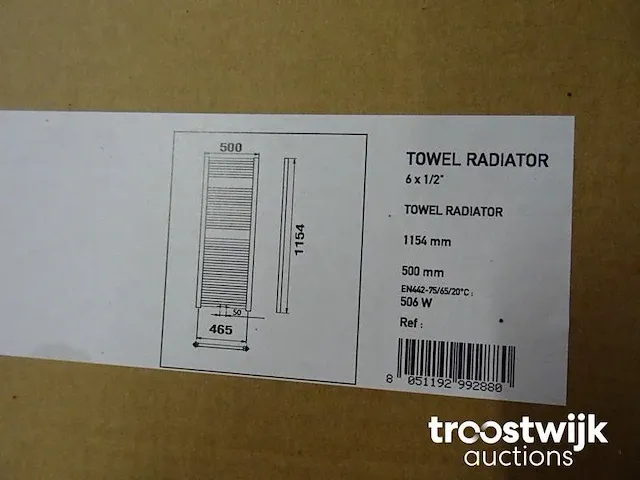 500
1154
50
465
TOWEL RADIATOR
6 x 1/2"
TOWEL RADIATOR
1154 mm
500 mm
EN442-75/65/20°C :
506 W
Ref :
8 051192 992880
troostwijk
auctions